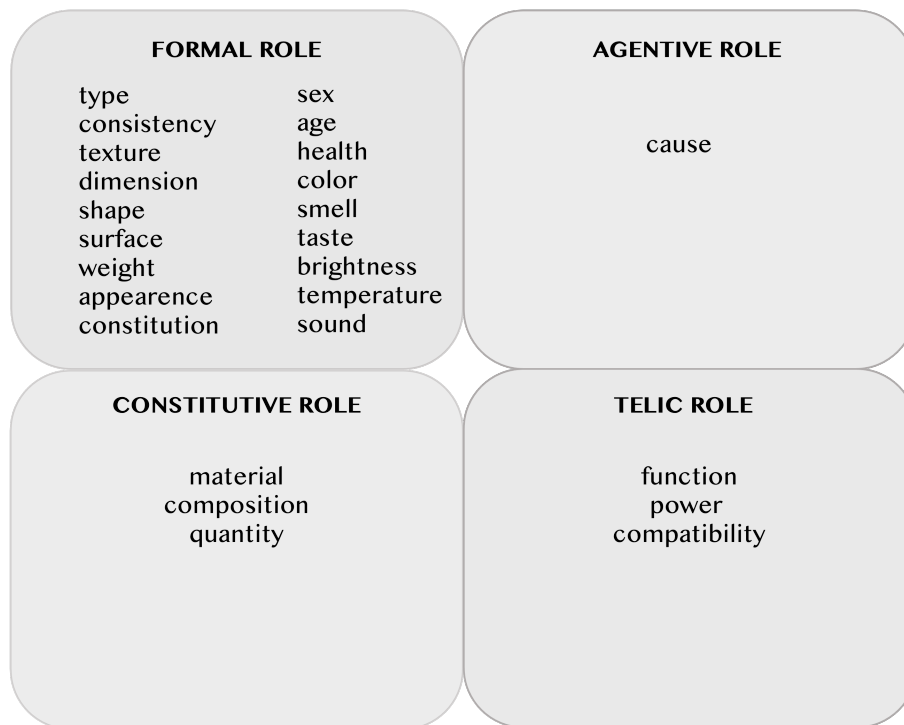 FORMAL ROLE
type
consistency
texture
dimension
shape
surface
weight
appearence
constitution
sex
age
health
color
smell
taste
brightness
temperature
sound
AGENTIVE ROLE
cause
CONSTITUTIVE ROLE
material
composition
quantity
TELIC ROLE
function
power
compatibility